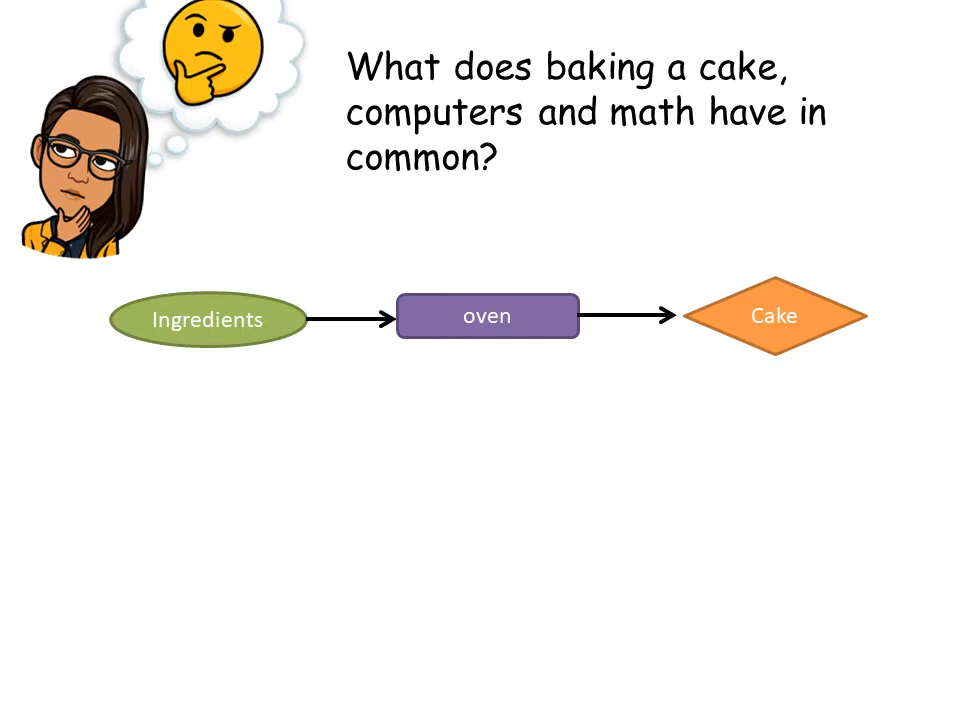 What does baking a cake,
computers and math have in
common?
Ingredients
oven
Cake